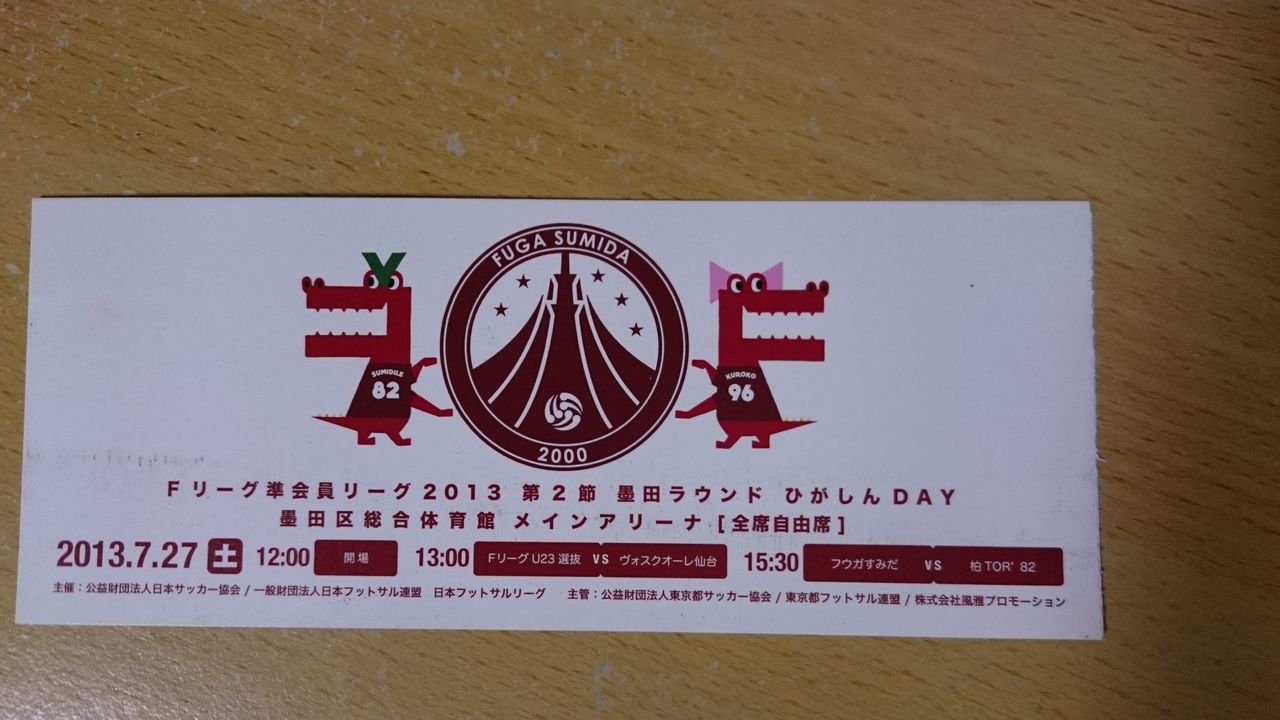 FUGA SUMIDA
SUMIDILE
82
KUROKO
96
2000
Fリーグ準会員リーグ2013 第2節 墨田ラウンド ひがしんDAY
墨田区総合体育館 メインアリーナ [全席自由席]
2013.7.27 土 12:00 開場 13:00 FリーグU23選抜 VS ヴォスクオーレ仙台 15:30 フウガすみだ VS 柏TOR' 82
主催：公益財団法人日本サッカー協会 / 一般財団法人日本フットサル連盟 日本フットサルリーグ 主管：公益財団法人東京都サッカー協会 / 東京都フットサル連盟 / 株式会社風雅プロモーション